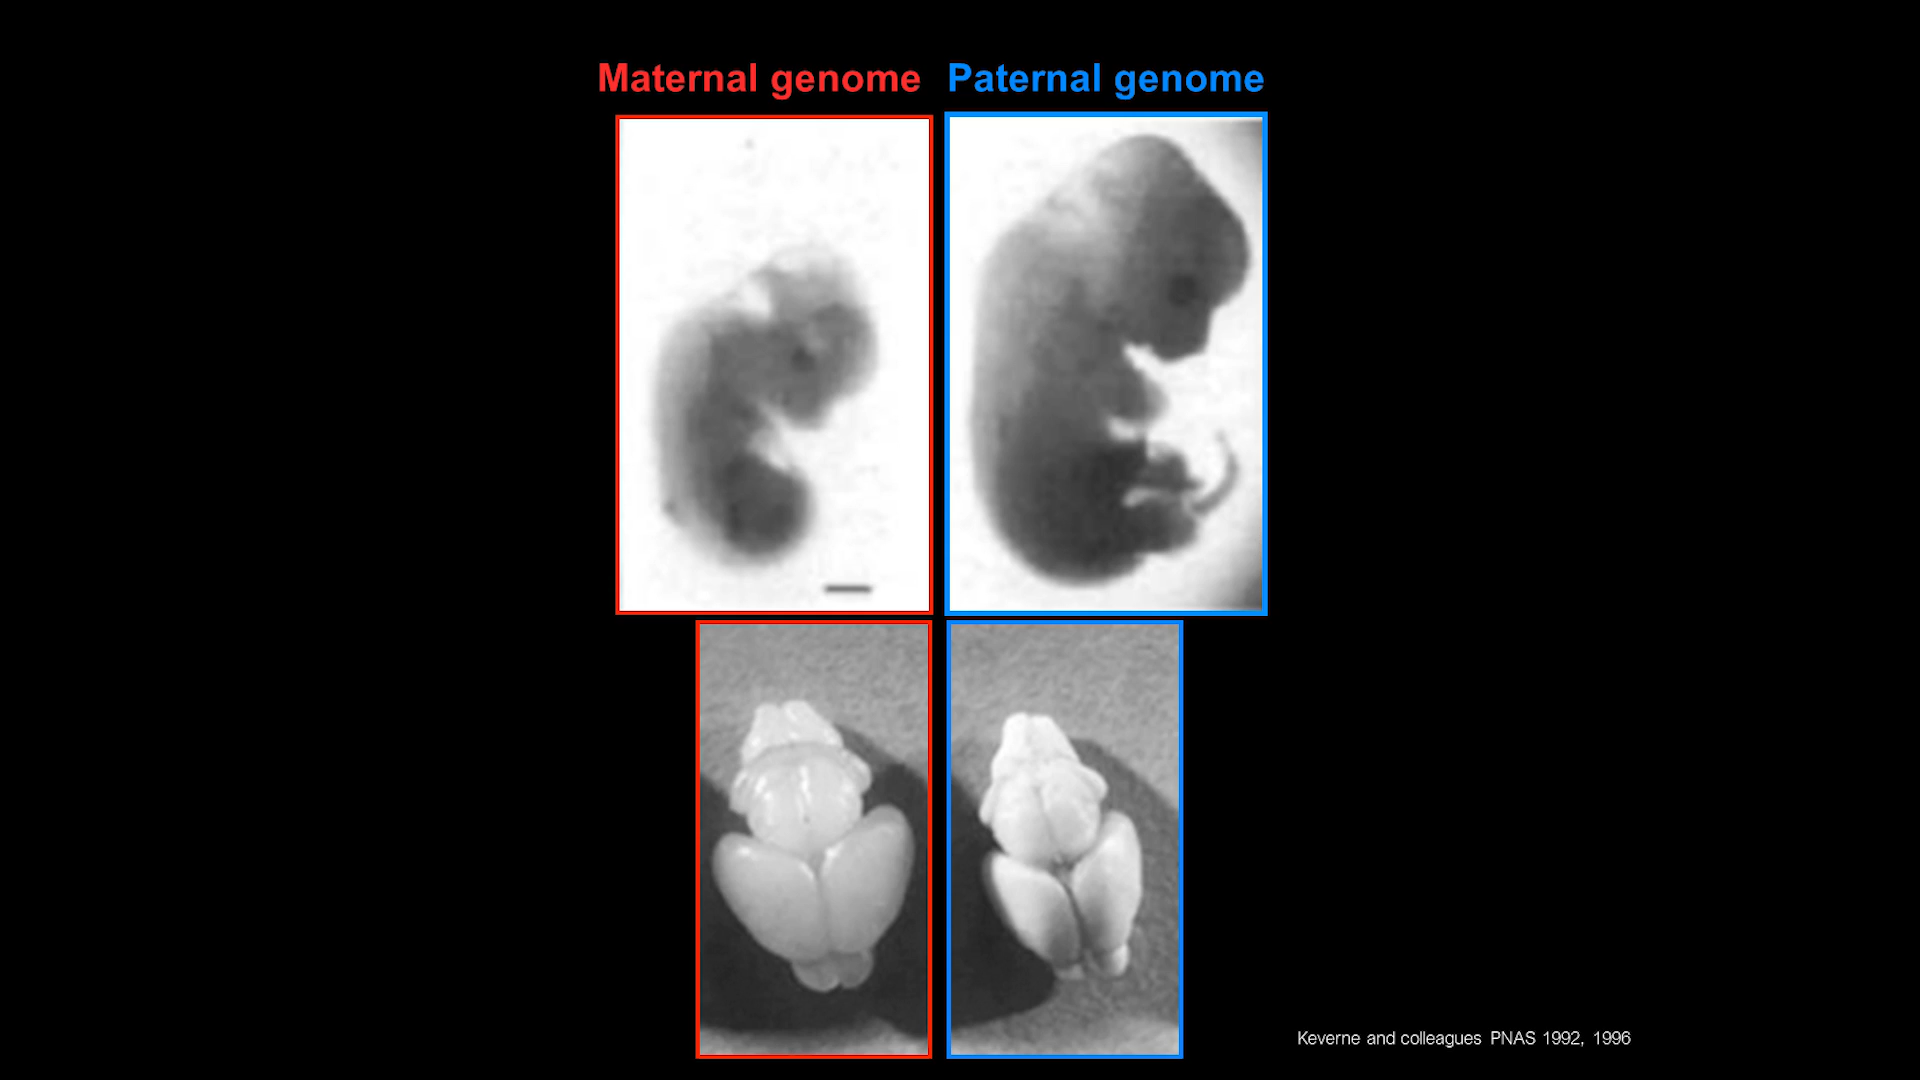 Maternal genome
Paternal genome
Keverne and colleagues PNAS 1992, 1996